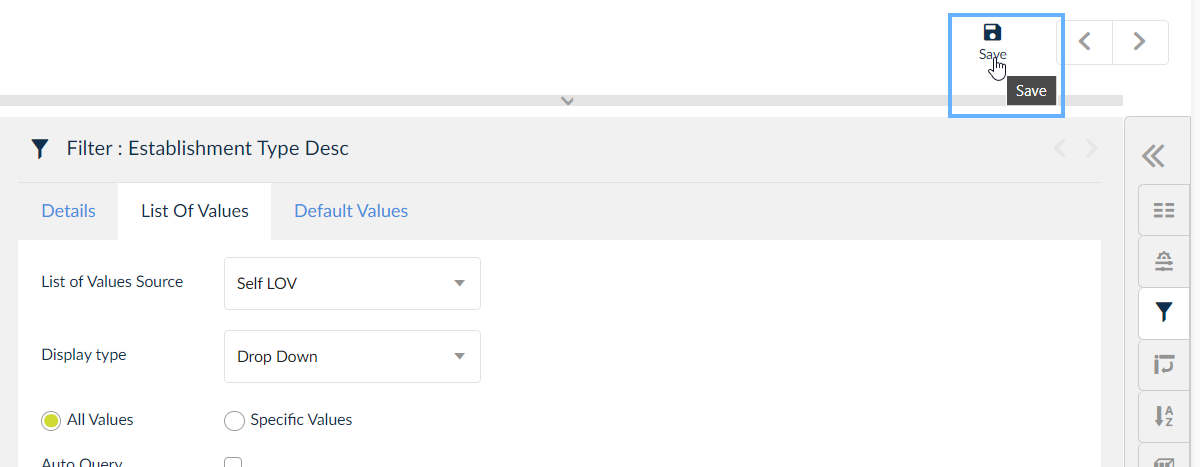 Save
Save
Filter : Establishment Type Desc
Details List Of Values Default Values
List of Values Source Self LOV
Display type Drop Down
All Values Specific Values
A
Z
Auto Query